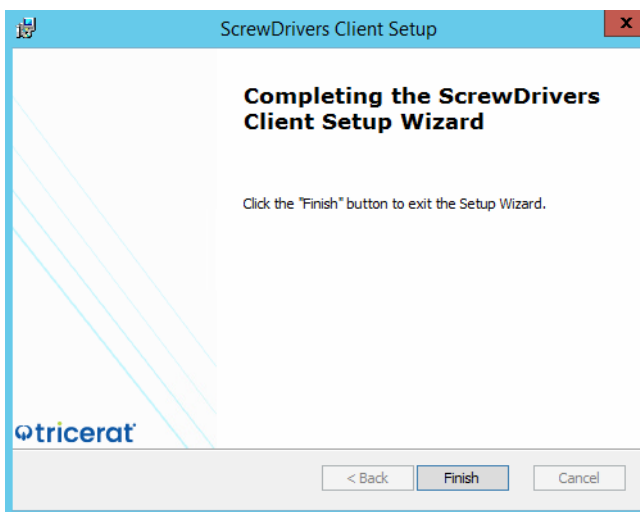 ScrewDrivers Client Setup
x
Completing the ScrewDrivers
Client Setup Wizard
Click the "Finish" button to exit the Setup Wizard.
tricerat
< Back Finish Cancel